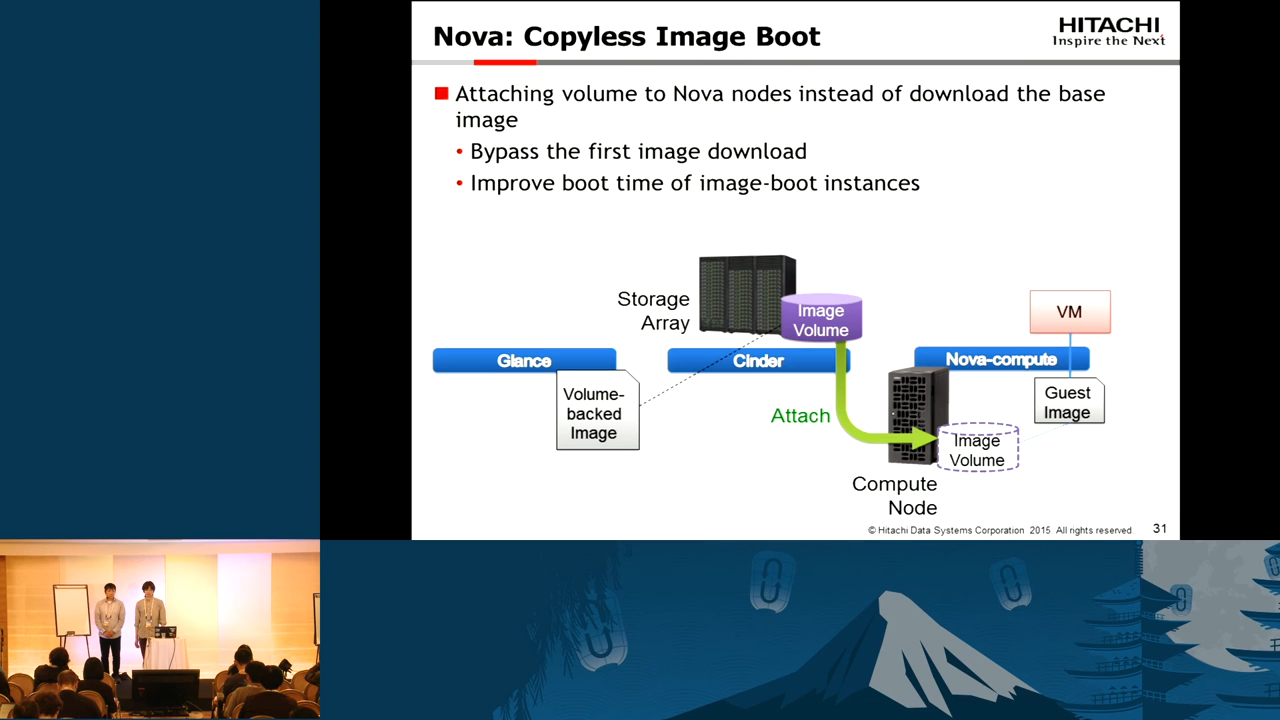 Nova: Copyless Image Boot
HITACHI
Inspire the Next
Attaching volume to Nova nodes instead of download the base
image
• Bypass the first image download
• Improve boot time of image-boot instances
Storage
Array
Image
Volume
VM
Glance
Cinder
Nova-compute
Volume-
backed
Image
Attach
Guest
Image
Image
Volume
Compute
Node
© Hitachi Data Systems Corporation 2015. All rights reserved.
31